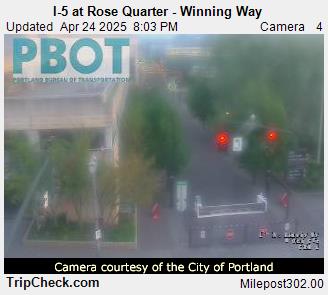 I-5 at Rose Quarter - Winning Way
Updated Apr 24 2025 8:03 PM Camera 4
PBOT
PORTLAND BUREAU OF TRANSPORTATION
Camera courtesy of the City of Portland
TripCheck.com Milepost302.00